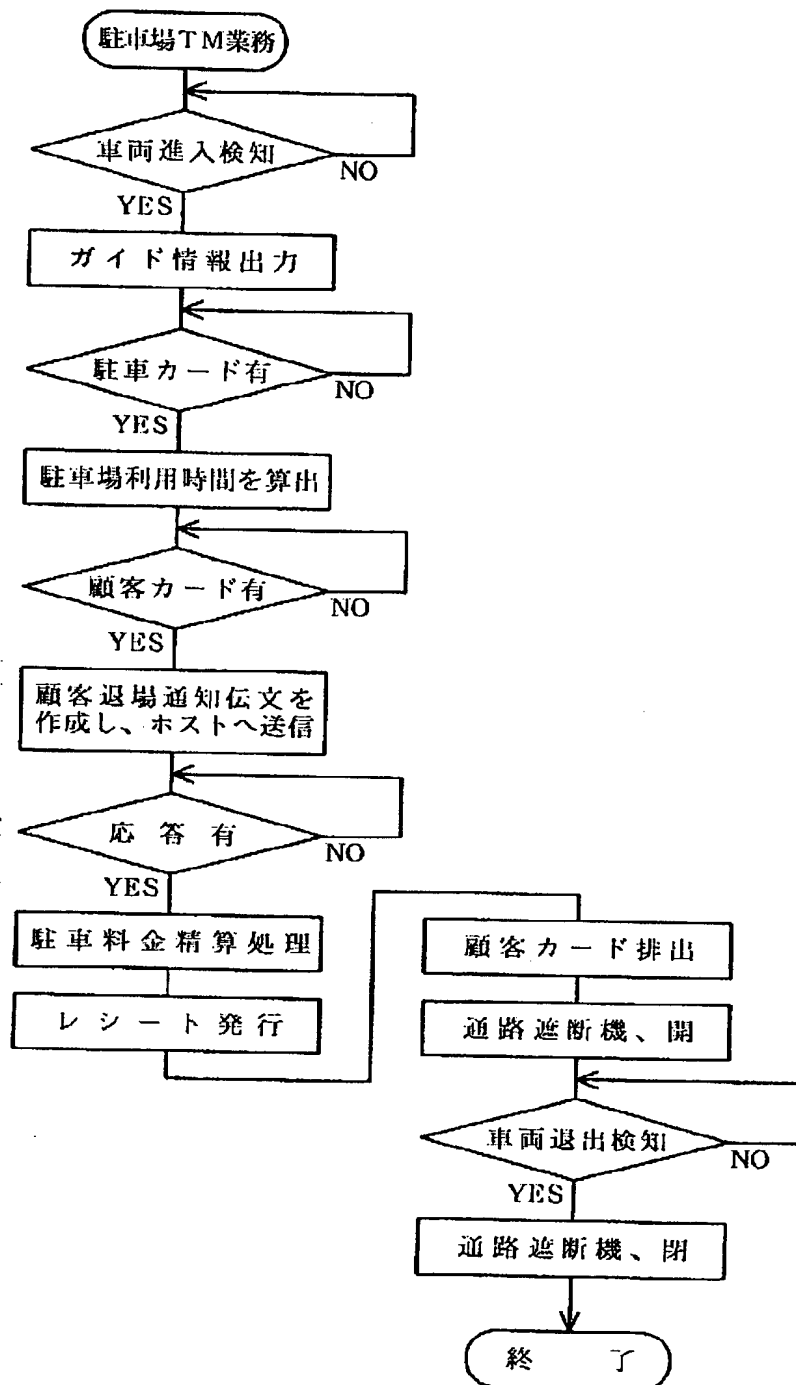 駐車場TM業務
車両進入検知
NO
YES
ガイド情報出力
駐車カード有
NO
YES
駐車場利用時間を算出
顧客カード有
NO
YES
顧客退場通知伝文を
作成し、ホストへ送信
応答有
NO
YES
駐車料金精算処理
レシート発行
顧客カード排出
通路遮断機、開
車両退出検知
NO
YES
通路遮断機、閉
終了